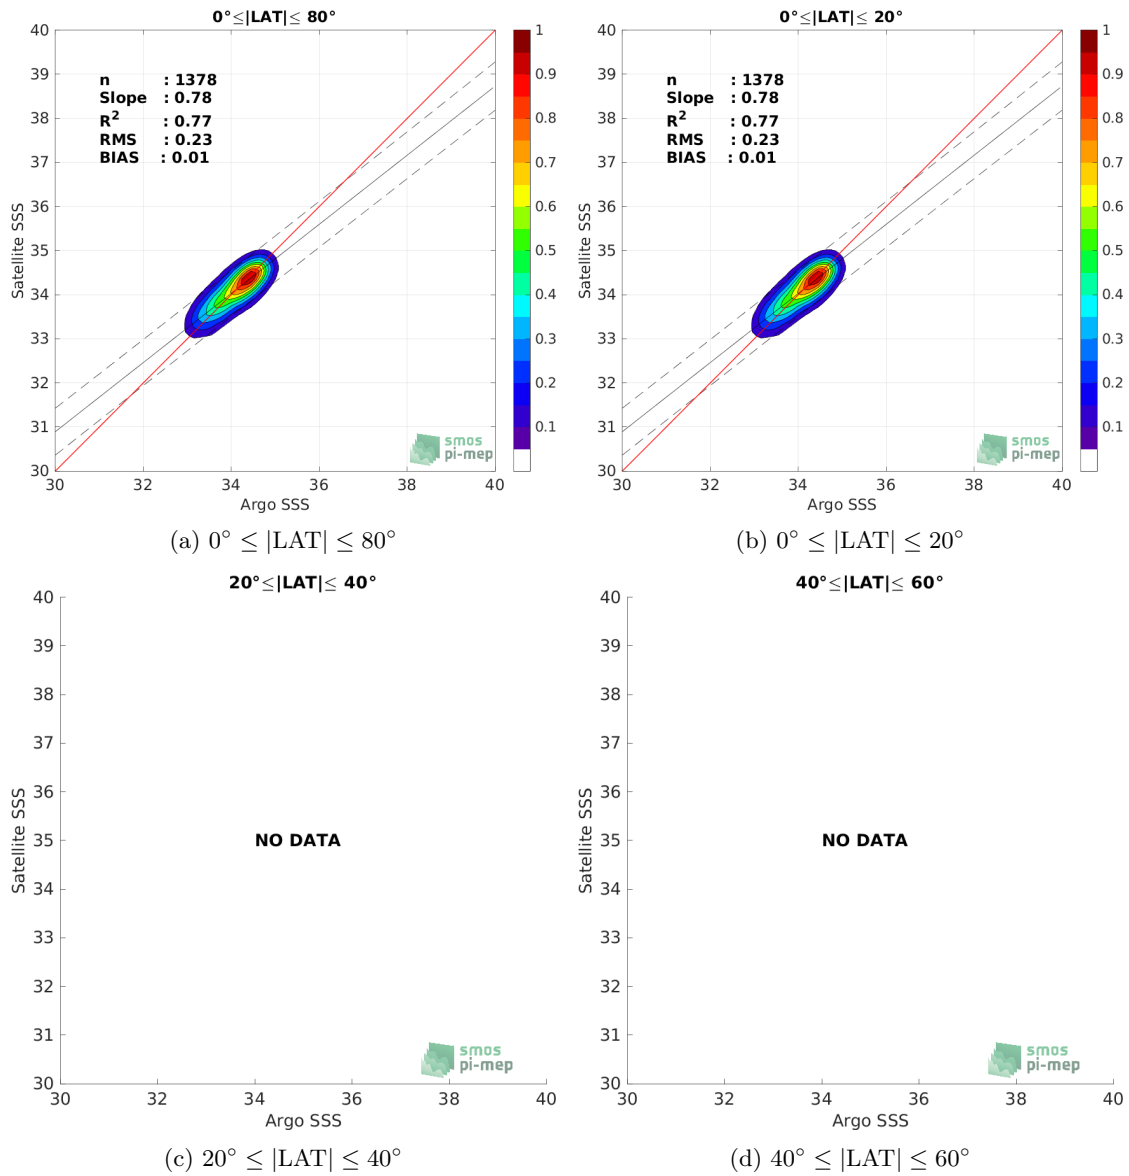 0°≤|LAT|≤ 80°
40
39
38
37
36
35
34
33
32
31
30
Satellite SSS
n : 1378
Slope : 0.78
R² : 0.77
RMS : 0.23
BIAS : 0.01
smos
pi-mep
30 32 34 36 38 40
Argo SSS
1
0.9
0.8
0.7
0.6
0.5
0.4
0.3
0.2
0.1
(a) 0° ≤ |LAT| ≤ 80°
0°≤|LAT|≤ 20°
40
39
38
37
36
35
34
33
32
31
30
Satellite SSS
n : 1378
Slope : 0.78
R² : 0.77
RMS : 0.23
BIAS : 0.01
smos
pi-mep
30 32 34 36 38 40
Argo SSS
1
0.9
0.8
0.7
0.6
0.5
0.4
0.3
0.2
0.1
(b) 0° ≤ |LAT| ≤ 20°
20°≤|LAT|≤ 40°
40
39
38
37
36
35
34
33
32
31
30
Satellite SSS
NO DATA
smos
pi-mep
30 32 34 36 38 40
Argo SSS
(c) 20° ≤ |LAT| ≤ 40°
40°≤|LAT|≤ 60°
40
39
38
37
36
35
34
33
32
31
30
Satellite SSS
NO DATA
smos
pi-mep
30 32 34 36 38 40
Argo SSS
(d) 40° ≤ |LAT| ≤ 60°